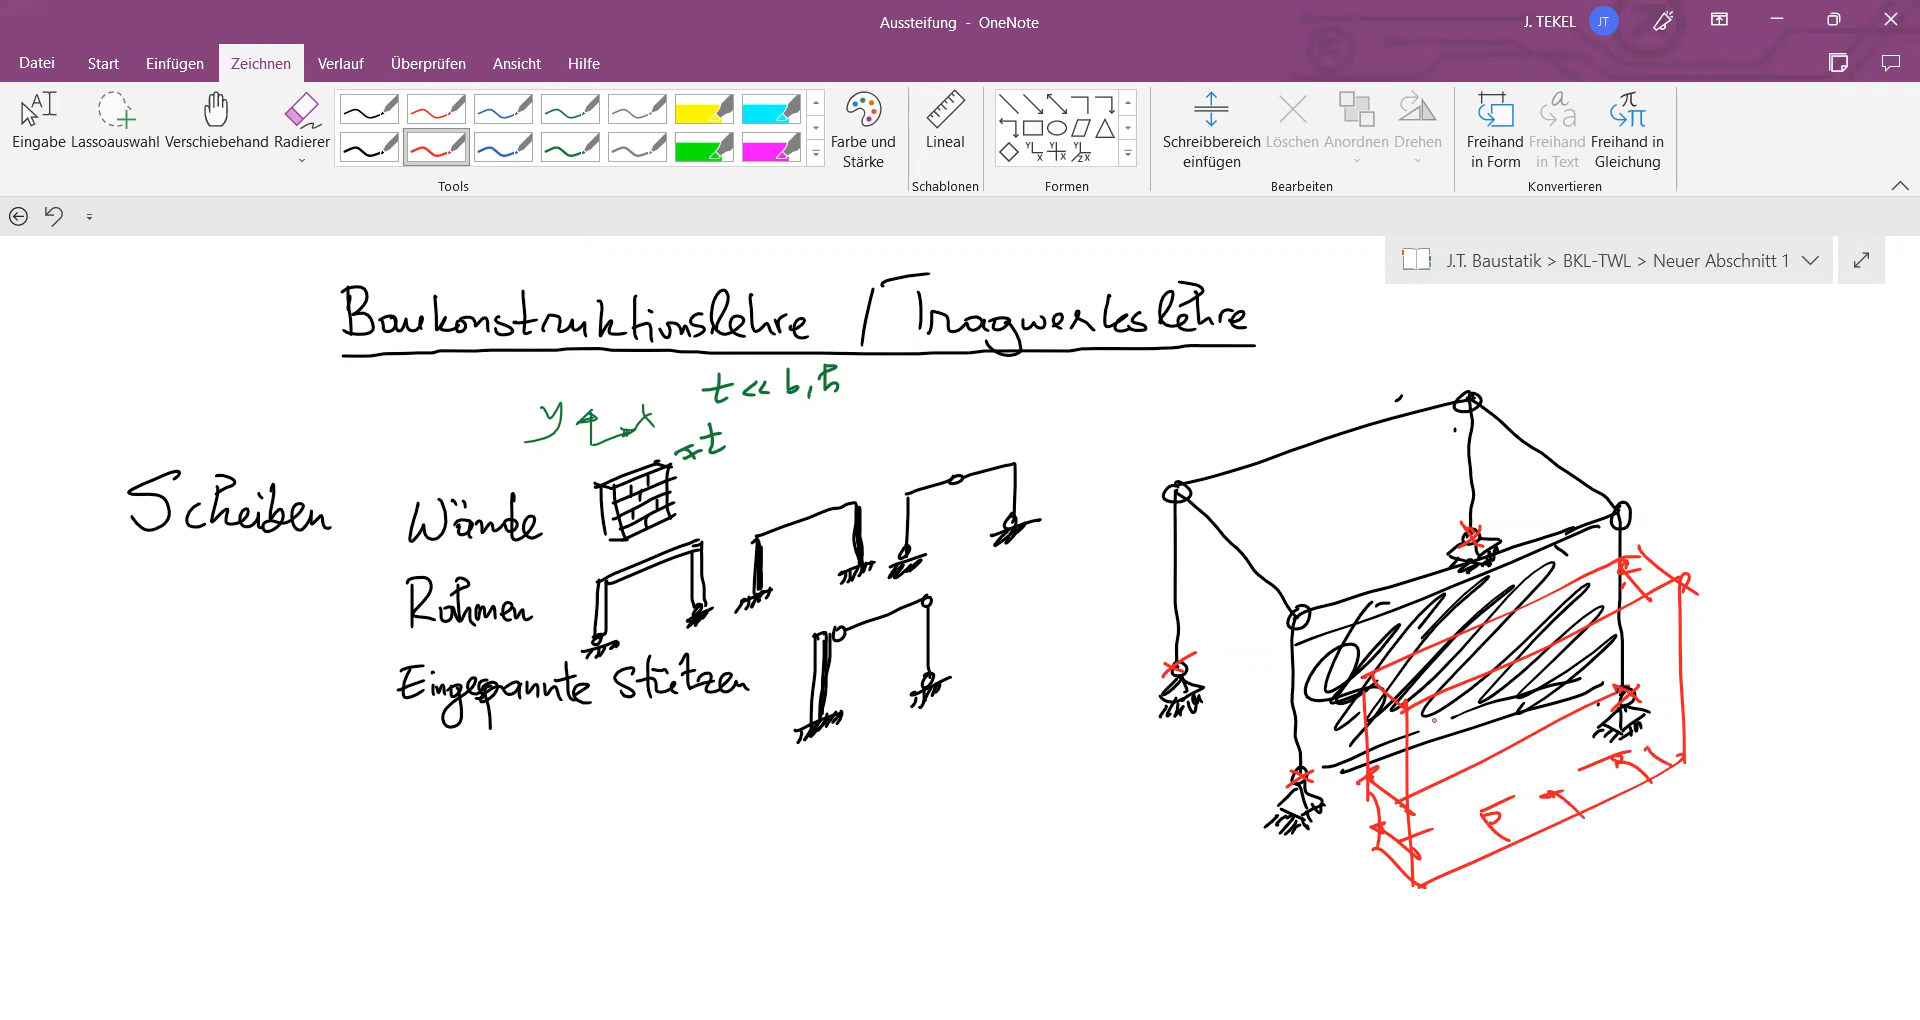 Aussteifung - OneNote
J. TEKEL JT
Datei Start Einfügen Zeichnen Verlauf Überprüfen Ansicht Hilfe
Eingabe Lassoauswahl Verschiebehand Radierer
Farbe und Stärke
Lineal
Schreibbereich einfügen
Löschen Anordnen Drehen
Freihand in Form
Freihand in Text
Freihand in Gleichung
Tools Schablonen Formen Bearbeiten Konvertieren
J.T. Baustatik > BKL-TWL > Neuer Abschnitt 1
Baukonstruktionslehre / Tragwerkslehre
t << b, h
y x
t
Scheiben Wände
Rahmen
Eingespannte Stützen